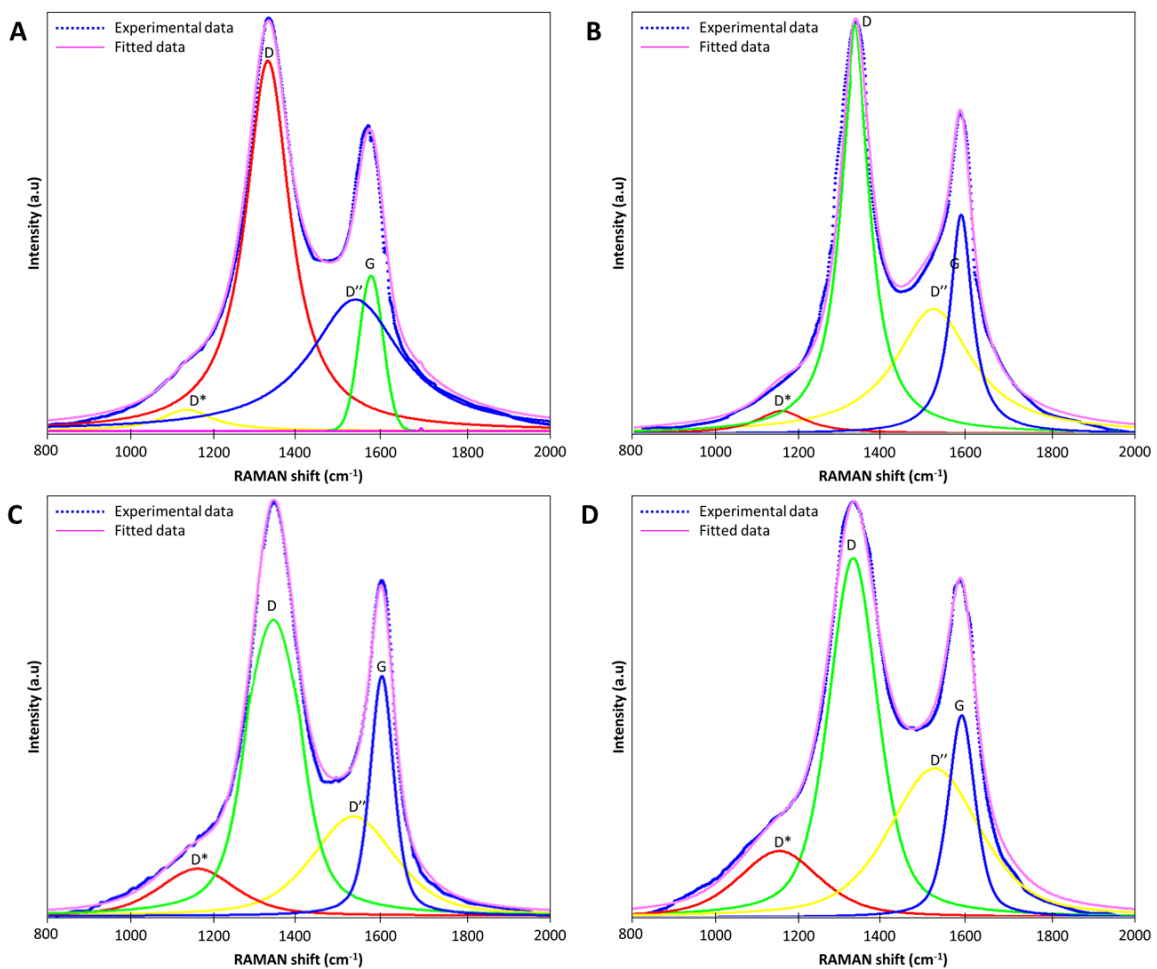 A
Experimental data
Fitted data
D
G
D''
D*
Intensity (a.u)
800 1000 1200 1400 1600 1800 2000
RAMAN shift (cm-1)
B
Experimental data
Fitted data
D
G
D''
D*
Intensity (a.u)
800 1000 1200 1400 1600 1800 2000
RAMAN shift (cm-1)
C
Experimental data
Fitted data
D
G
D''
D*
Intensity (a.u)
800 1000 1200 1400 1600 1800 2000
RAMAN shift (cm-1)
D
Experimental data
Fitted data
D
G
D''
D*
Intensity (a.u)
800 1000 1200 1400 1600 1800 2000
RAMAN shift (cm-1)